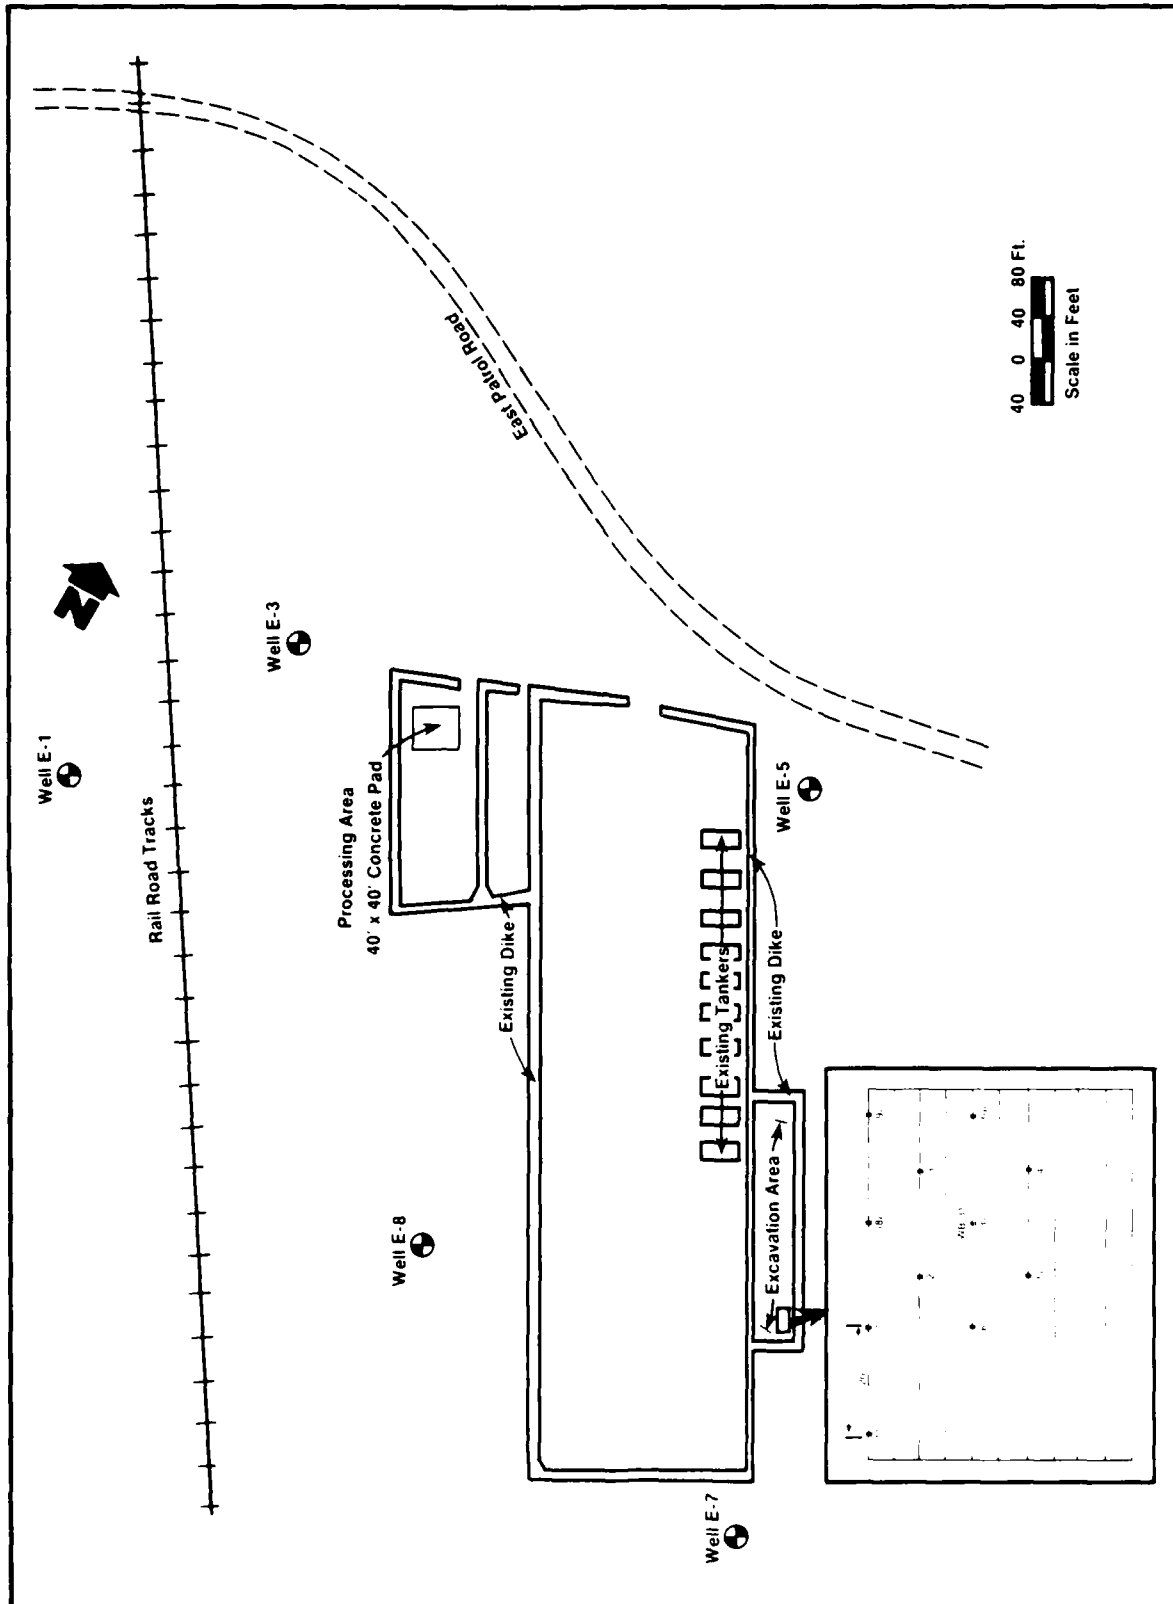 N
Well E-1
Rail Road Tracks
Well E-3
East Patrol Road
Processing Area
40' x 40' Concrete Pad
Existing Dike
Well E-8
Existing Tankers
Well E-5
Existing Dike
Excavation Area
Well E-7
40 0 40 80 Ft.
Scale in Feet
2